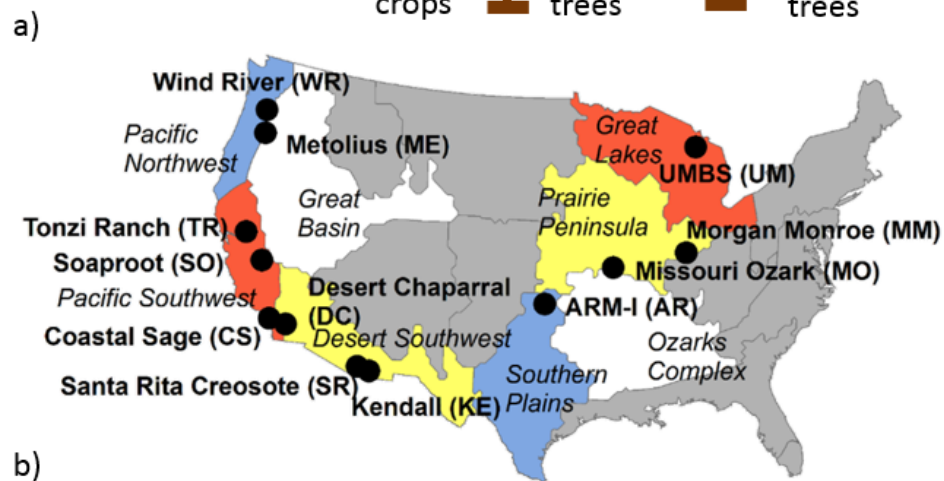 crops trees trees
a)
Wind River (WR)
Pacific
Northwest
Metolius (ME)
Great
Lakes
UMBS (UM)
Great
Basin
Prairie
Peninsula
Tonzi Ranch (TR)
Morgan Monroe (MM)
Soaproot (SO)
Missouri Ozark (MO)
Pacific Southwest
Desert Chaparral
(DC)
ARM-I (AR)
Coastal Sage (CS)
Desert Southwest
Ozarks
Complex
Santa Rita Creosote (SR)
Southern
Plains
Kendall (KE)
b)